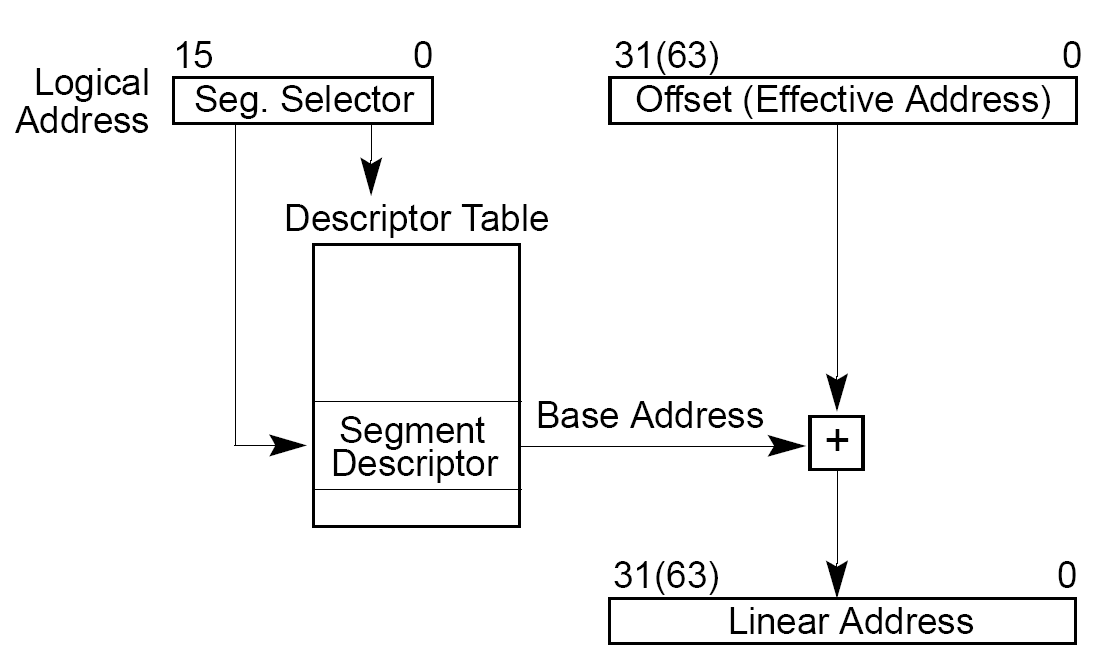 15 0 31(63) 0
Logical
Address
Seg. Selector
Offset (Effective Address)
Descriptor Table
Segment
Descriptor
Base Address
+
31(63) 0
Linear Address